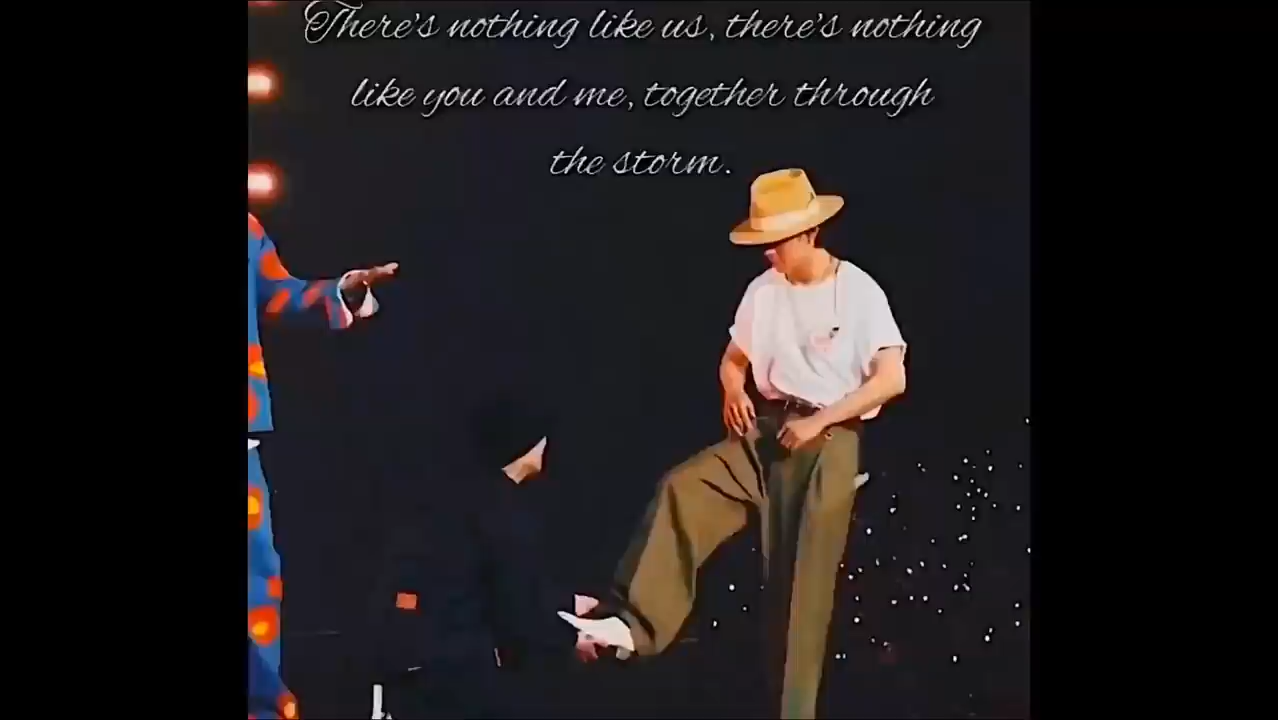 There's nothing like us, there's nothing
like you and me, together through
the storm.